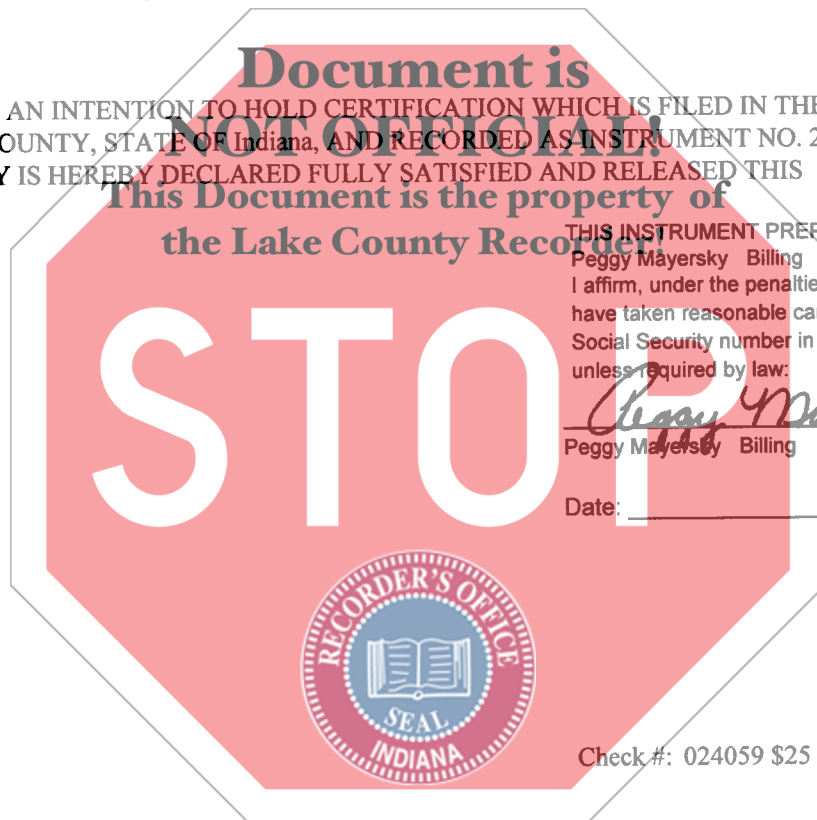 Document is
AN INTENTION TO HOLD CERTIFICATION WHICH IS FILED IN THE
OUNTY, STATE OF Indiana, AND RECORDED AS INSTRUMENT NO. 2
NOT OFFICIAL!
Y IS HEREBY DECLARED FULLY SATISFIED AND RELEASED THIS
This Document is the property of
the Lake County Recorder!
THIS INSTRUMENT PREP
Peggy Mayersky Billing
I affirm, under the penaltie
have taken reasonable ca
Social Security number in
unless required by law:
STOP
Peggy
Peggy Mayersky Billing
Date:
RECORDER'S OFFICE
SEAL
INDIANA
Check #: 024059 $25